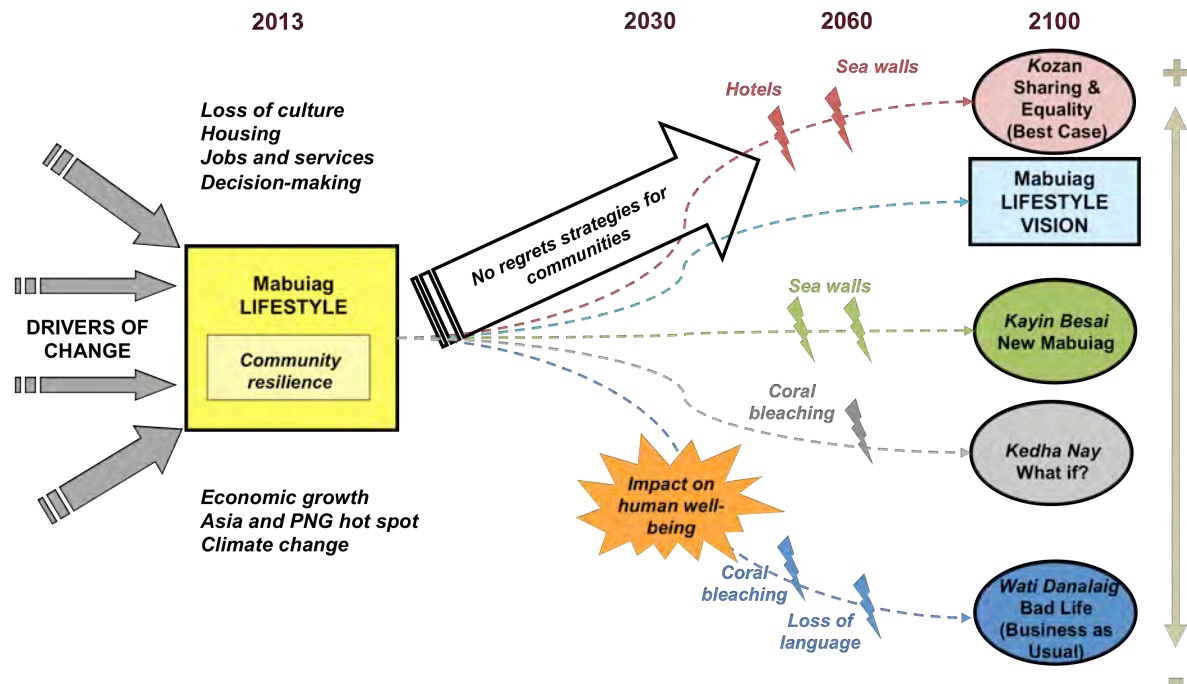 2013
2030
2060
2100
Loss of culture
Housing
Jobs and services
Decision-making
DRIVERS OF
CHANGE
Mabuiag
LIFESTYLE
Community
resilience
Economic growth
Asia and PNG hot spot
Climate change
No regrets strategies for
communities
Hotels
Sea walls
Kozan
Sharing &
Equality
(Best Case)
Mabuiag
LIFESTYLE
VISION
Sea walls
Kayin Besai
New Mabuiag
Coral
bleaching
Kedha Nay
What if?
Impact on
human well-
being
Coral
bleaching
Loss of
language
Wati Danalaig
Bad Life
(Business as
Usual)
+
-